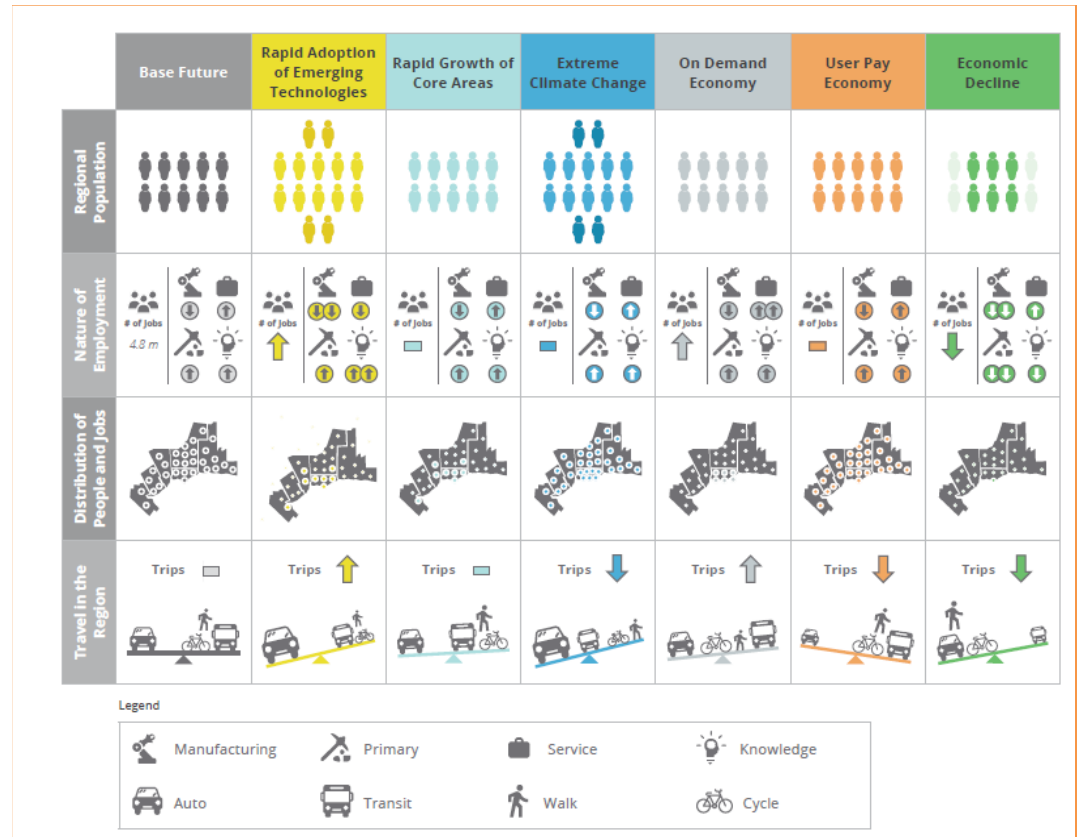 Base Future
Rapid Adoption
of Emerging
Technologies
Rapid Growth of
Core Areas
Extreme
Climate Change
On Demand
Economy
User Pay
Economy
Economic
Decline
Regional
Population
Nature of
Employment
# of Jobs
4.8 m
# of Jobs
# of Jobs
# of Jobs
# of Jobs
# of Jobs
# of Jobs
Distribution of
People and Jobs
Travel in the
Region
Trips
Trips
Trips
Trips
Trips
Trips
Trips
Legend
Manufacturing
Primary
Service
Knowledge
Auto
Transit
Walk
Cycle